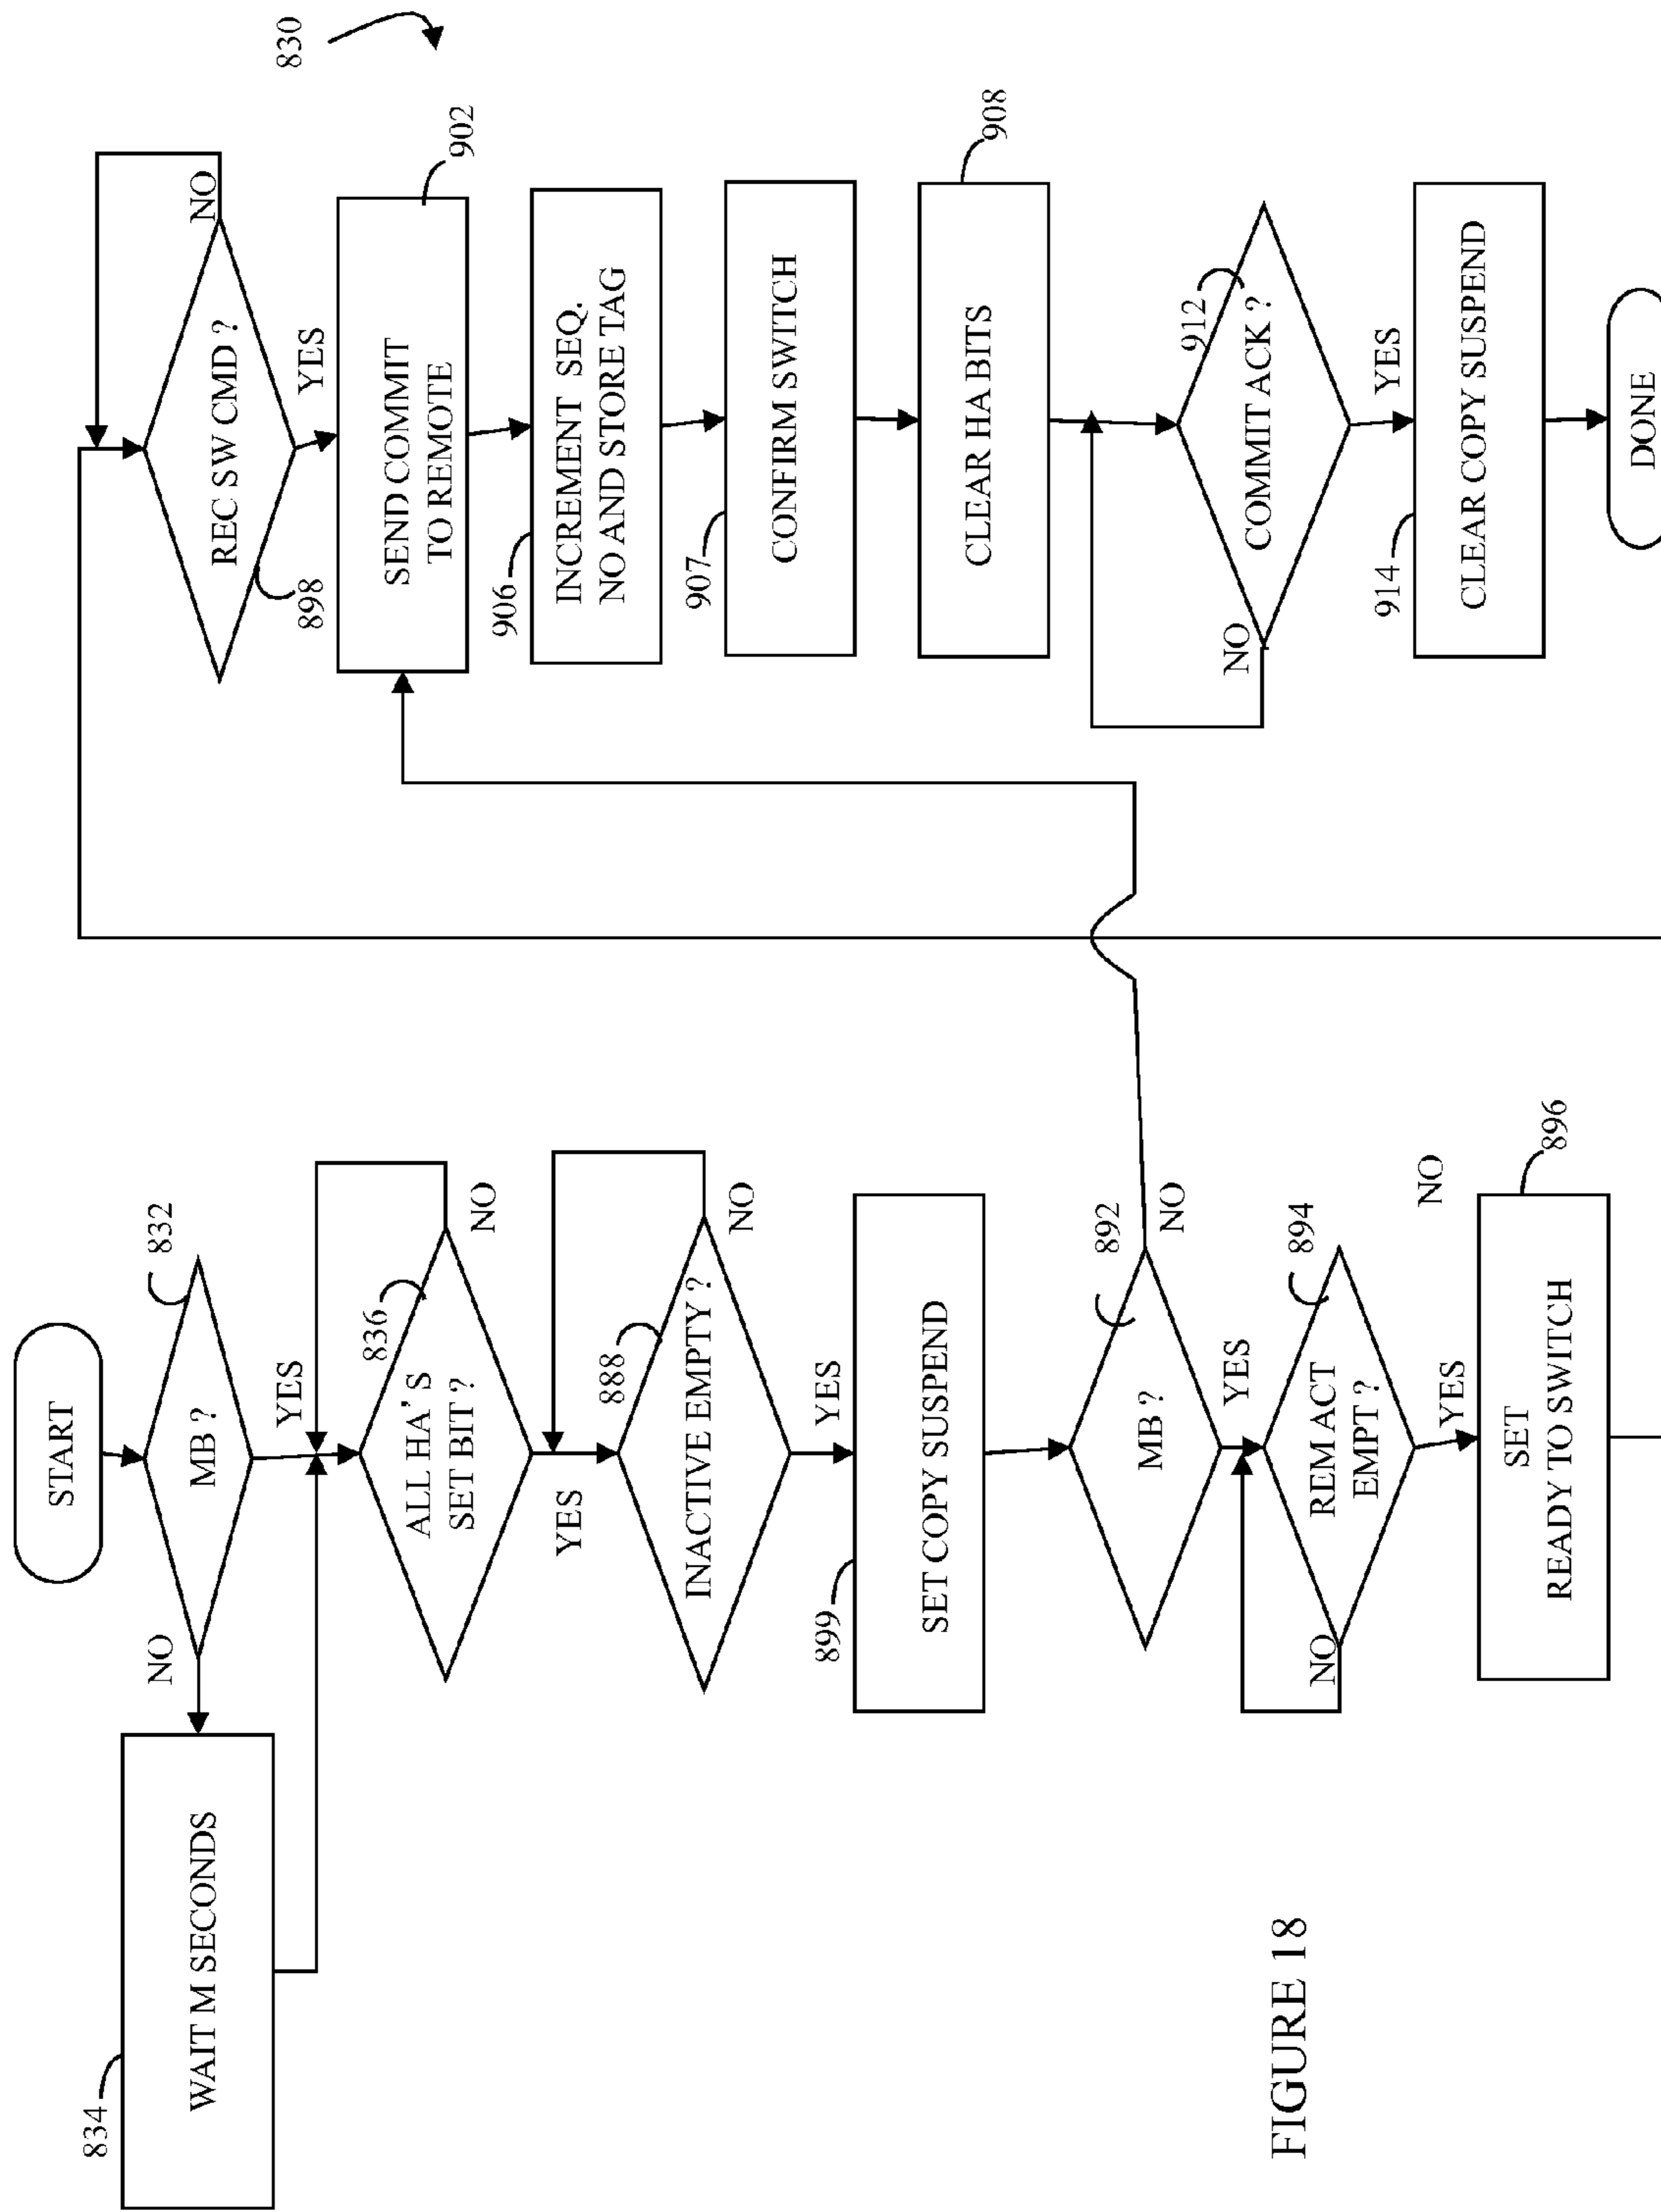 830
START
832
MB ?
NO
YES
834
WAIT M SECONDS
836
ALL HA' S
SET BIT ?
NO
YES
888
INACTIVE EMPTY ?
NO
YES
899
SET COPY SUSPEND
892
MB ?
NO
YES
894
REM ACT
EMPT ?
NO
YES
NO
896
SET
READY TO SWITCH
REC SW CMD ?
NO
898
YES
902
SEND COMMIT
TO REMOTE
906
INCREMENT SEQ.
NO AND STORE TAG
907
CONFIRM SWITCH
908
CLEAR HA BITS
912
COMMIT ACK ?
NO
YES
914
CLEAR COPY SUSPEND
DONE
FIGURE 18